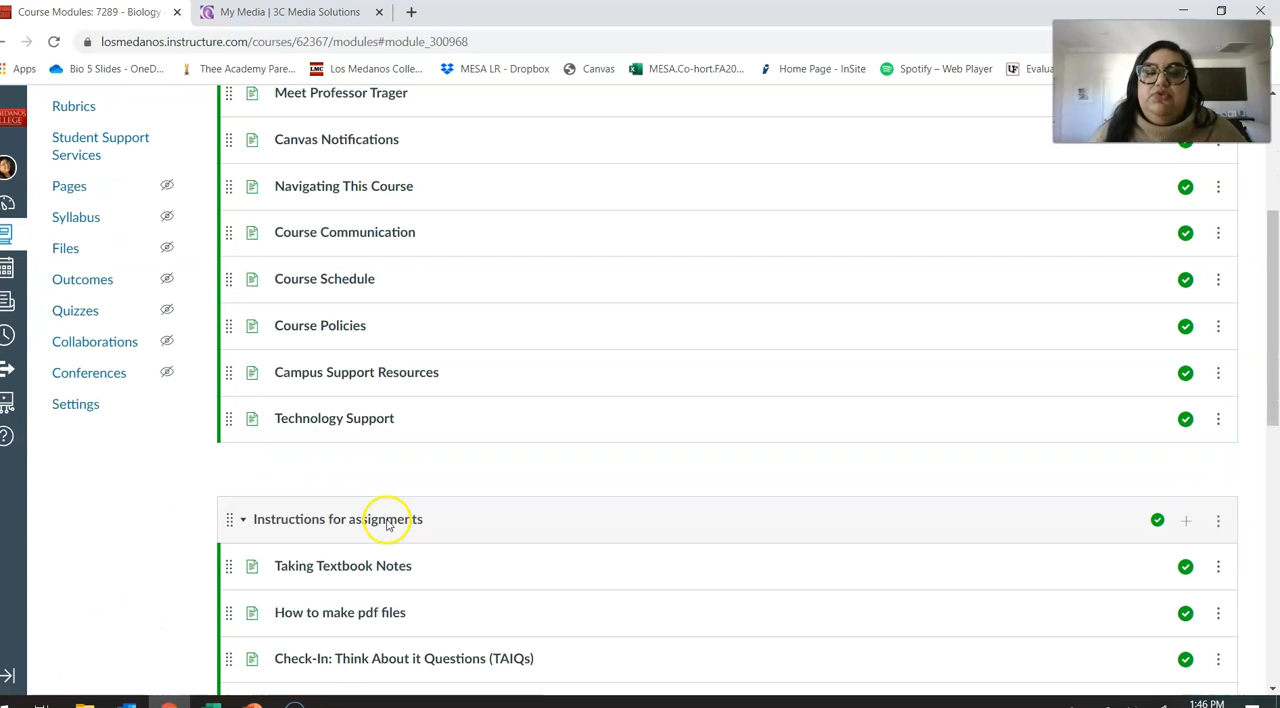 Course Modules: 7289 - Biology
My Media | 3C Media Solutions
losmedanos.instructure.com/courses/62367/modules#module_300968
Apps
Bio 5 Slides - OneD...
Thee Academy Pare...
LMC
Los Medanos Colle...
MESA LR - Dropbox
Canvas
MESA.Co-hort.FA20...
Home Page - InSite
Spotify – Web Player
Evalua
Rubrics
Student Support
Services
Pages
Syllabus
Files
Outcomes
Quizzes
Collaborations
Conferences
Settings
Meet Professor Trager
Canvas Notifications
Navigating This Course
Course Communication
Course Schedule
Course Policies
Campus Support Resources
Technology Support
Instructions for assignments
Taking Textbook Notes
How to make pdf files
Check-In: Think About it Questions (TAIQs)
1:46 PM